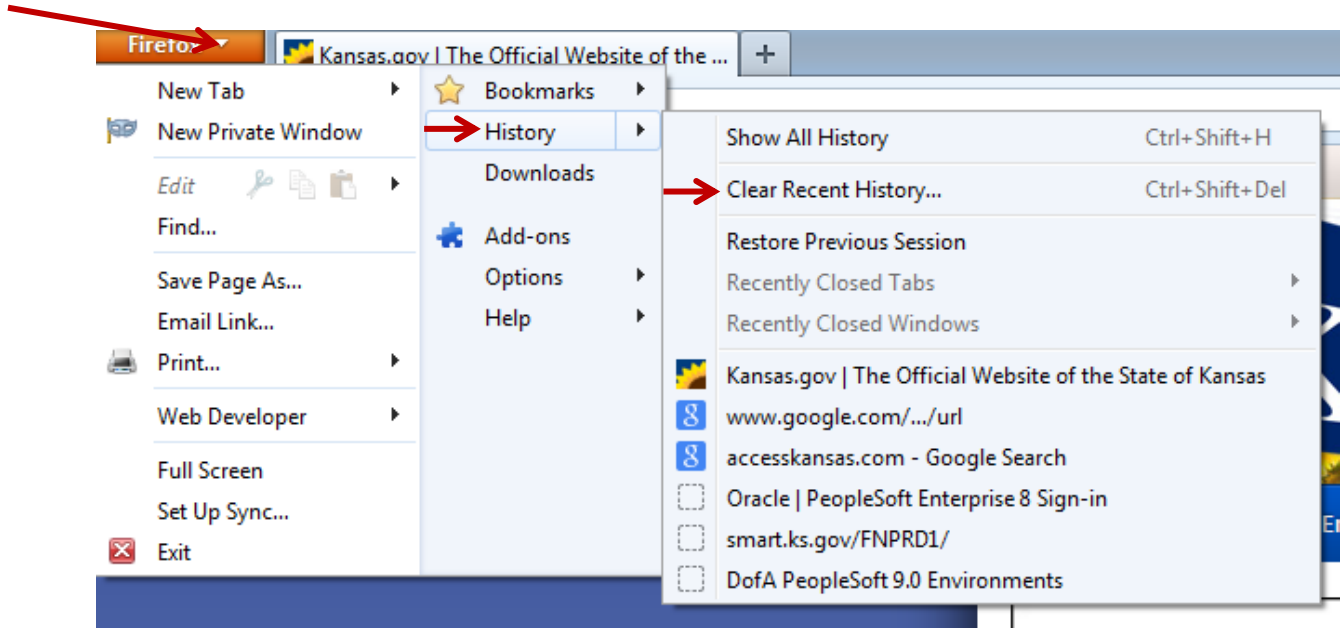 Firefox
Kansas.gov | The Official Website of the ...
New Tab
New Private Window
Edit
Find...
Save Page As...
Email Link...
Print...
Web Developer
Full Screen
Set Up Sync...
Exit
Bookmarks
History
Downloads
Add-ons
Options
Help
Show All History Ctrl+Shift+H
Clear Recent History... Ctrl+Shift+Del
Restore Previous Session
Recently Closed Tabs
Recently Closed Windows
Kansas.gov | The Official Website of the State of Kansas
www.google.com/.../url
accesskansas.com - Google Search
Oracle | PeopleSoft Enterprise 8 Sign-in
smart.ks.gov/FNPRD1/
DofA PeopleSoft 9.0 Environments